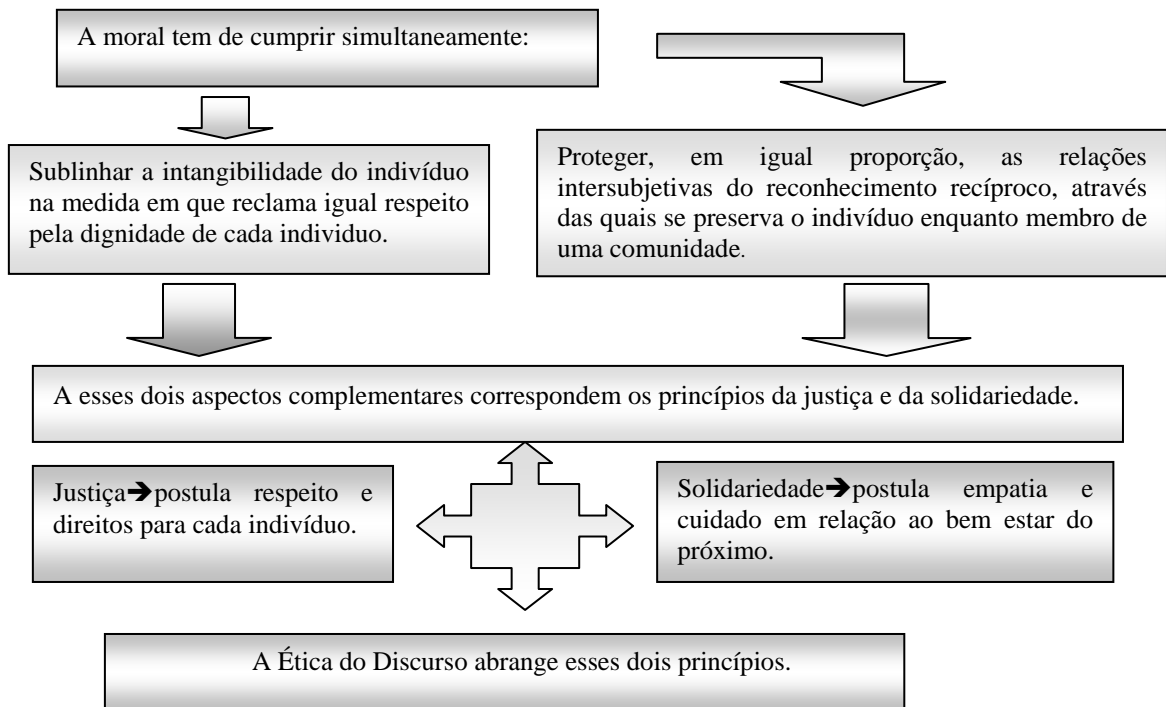 A moral tem de cumprir simultaneamente:
Sublinhar a intangibilidade do indivíduo
na medida em que reclama igual respeito
pela dignidade de cada individuo.
Proteger, em igual proporção, as relações
intersubjetivas do reconhecimento recíproco, através
das quais se preserva o indivíduo enquanto membro de
uma comunidade.
A esses dois aspectos complementares correspondem os princípios da justiça e da solidariedade.
Justiça➔postula respeito e
direitos para cada indivíduo.
Solidariedade➔postula empatia e
cuidado em relação ao bem estar do
próximo.
A Ética do Discurso abrange esses dois princípios.